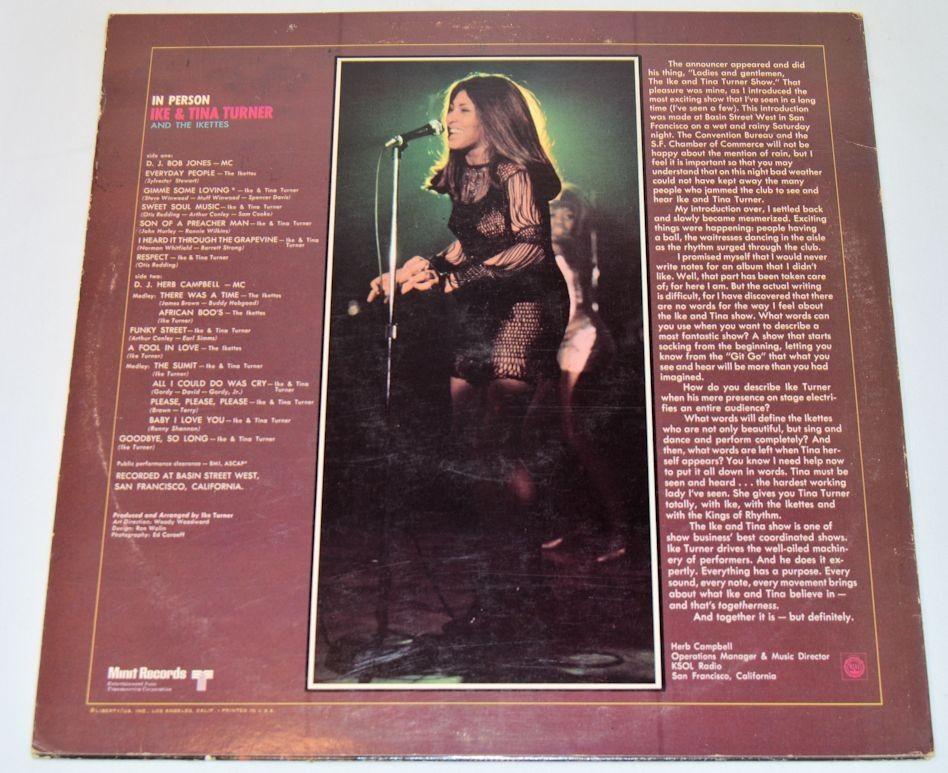 IN PERSON
IKE & TINA TURNER
AND THE IKETTES
side one:
D. J. BOB JONES — MC
EVERYDAY PEOPLE — The Ikettes
(Sylvester Stewart)
GIMME SOME LOVING * — Ike & Tina Turner
(Steve Winwood — Muff Winwood — Spencer Davis)
SWEET SOUL MUSIC — Ike & Tina Turner
(Otis Redding — Arthur Conley — Sam Cooke)
SON OF A PREACHER MAN — Ike & Tina Turner
(John Hurley — Ronnie Wilkins)
I HEARD IT THROUGH THE GRAPEVINE — Ike & Tina
Turner
(Norman Whitfield — Barrett Strong)
RESPECT — Ike & Tina Turner
(Otis Redding)
side two:
D. J. HERB CAMPBELL — MC
Medley: THERE WAS A TIME — The Ikettes
(James Brown — Buddy Hobgood)
AFRICAN BOO'S — The Ikettes
(Ike Turner)
FUNKY STREET — Ike & Tina Turner
(Arthur Conley — Earl Simms)
A FOOL IN LOVE — The Ikettes
(Ike Turner)
Medley: THE SUMIT — Ike & Tina Turner
(Ike Turner)
ALL I COULD DO WAS CRY — Ike & Tina
Turner
(Gordy — David — Gordy, Jr.)
PLEASE, PLEASE, PLEASE — Ike & Tina Turner
(Brown — Terry)
BABY I LOVE YOU — Ike & Tina Turner
(Ronny Shannon)
GOODBYE, SO LONG — Ike & Tina Turner
(Ike Turner)
Public performance clearance — BMI, ASCAP*
RECORDED AT BASIN STREET WEST,
SAN FRANCISCO, CALIFORNIA.
Produced and Arranged by Ike Turner
Art Direction: Woody Woodward
Design: Ron Wolin
Photography: Ed Caraeff
Minit Records
Entertainment from
Transamerica Corporation
©LIBERTY/UA, INC., LOS ANGELES, CALIF. • PRINTED IN U.S.A.
The announcer appeared and did
his thing, "Ladies and gentlemen,
The Ike and Tina Turner Show." That
pleasure was mine, as I introduced the
most exciting show that I've seen in a long
time (I've seen a few). This introduction
was made at Basin Street West in San
Francisco on a wet and rainy Saturday
night. The Convention Bureau and the
S.F. Chamber of Commerce will not be
happy about the mention of rain, but I
feel it is important so that you may
understand that on this night bad weather
could not have kept away the many
people who jammed the club to see and
hear Ike and Tina Turner.
My introduction over, I settled back
and slowly became mesmerized. Exciting
things were happening: people having
a ball, the waitresses dancing in the aisle
as the rhythm surged through the club.
I promised myself that I would never
write notes for an album that I didn't
like. Well, that part has been taken care
of; for here I am. But the actual writing
is difficult, for I have discovered that there
are no words for the way I feel about
the Ike and Tina show. What words can
you use when you want to describe a
most fantastic show? A show that starts
socking from the beginning, letting you
know from the "Git Go" that what you
see and hear will be more than you had
imagined.
How do you describe Ike Turner
when his mere presence on stage electri-
fies an entire audience?
What words will define the Ikettes
who are not only beautiful, but sing and
dance and perform completely? And
then, what words are left when Tina her-
self appears? You know I need help now
to put it all down in words. Tina must be
seen and heard . . . the hardest working
lady I've seen. She gives you Tina Turner
totally, with Ike, with the Ikettes and
with the Kings of Rhythm.
The Ike and Tina show is one of
show business' best coordinated shows.
Ike Turner drives the well-oiled machin-
ery of performers. And he does it ex-
pertly. Everything has a purpose. Every
sound, every note, every movement brings
about what Ike and Tina believe in —
and that's togetherness.
And together it is — but definitely.
Herb Campbell
Operations Manager & Music Director
KSOL Radio
San Francisco, California